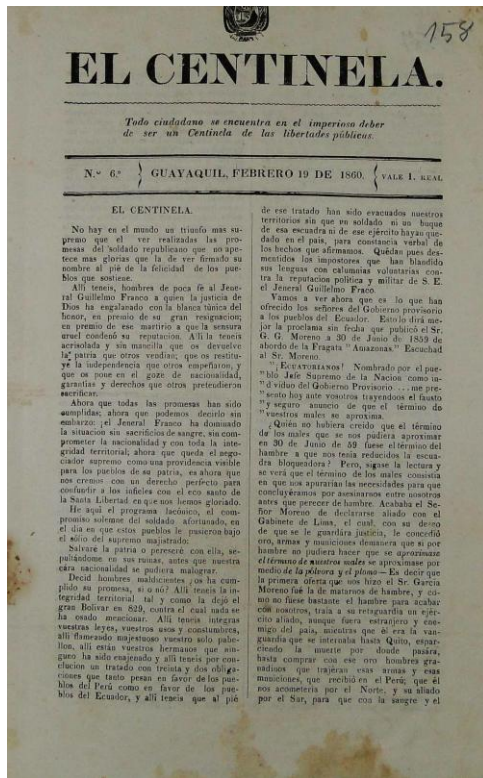 158
EL CENTINELA.
Todo ciudadano se encuentra en el imperioso deber
de ser un Centinela de las libertades públicas.
N.º 6.º } GUAYAQUIL, FEBRERO 19 DE 1860. { VALE 1. REAL
EL CENTINELA.
No hay en el mundo un triunfo mas su-
premo que el ver realizadas las pro-
mesas del soldado republicano que no ape-
tece mas glorias que la de ver firmado su
nombre al pié de la felicidad de los pue-
blos que sostiene.
Allí teneis, hombres de poca fé al Jene-
ral Guillelmo Franco a quien la justicia de
Dios ha engalanado con la blanca túnica del
honor, en premio de su gran resignacion;
en premio de ese martirio a que la sensura
cruel condenó su reputacion. Allí la teneis
acrisolada y sin mancilla que os devuelve
la patria que otros vendian; que os restitu-
ye la independencia que otros empeñaron, y
que os pone en el goze de nacionalidad,
garantias y derechos que otros pretendieron
sacrificar.
Ahora que todas las promesas han sido
cumplidas; ahora que podemos decirlo sin
embarzo: ¡el Jeneral Franco ha dominado
la situacion sin sacrificios de sangre, sin com-
prometer la nacionalidad y con toda la inte-
gridad territorial; ahora que queda el nego-
ciador supremo como una providencia visible
para los pueblos de su patria, es ahora que
nos creemos con un derecho perfecto para
confundir a los infieles con el eco santo de
la Santa Libertad en que nos hemos gloriado.
He aquí el programa lacónico, el com-
promiso solemne del soldado afortunado, en
el dia en que estos pueblos le pusieron bajo
el sólio del supremo majistrado:
Salvaré la patria o pereseré con ella, se-
pultándome en sus ruinas, antes que nuestra
cára nacionalidad se pudiera malograr.
Decid hombres maldicientes ¿os ha cum-
plido su promesa, si o nó? Allí teneis la in-
tegridad territorial tal y como la dejó el
gran Bolivar en 829, contra el cual nada se
ha osado mencionar. Allí teneis integras
vuestras leyes, vuestros usos y constumbres,
allí flameando majestuoso vuestro solo pabe-
llon, allí están vuestros hermanos que nin-
guno ha sido enajenado y allí teneis por con-
clucion un tratado con treista y dos obliga-
ciones que tanto pesan en favor de los pue-
blos del Perú como en favor de los pue-
blos del Ecuador, y allí teneis que al pié
de ese tratado han sido evacuados nuestros
territorios sin que un soldado ni un buque
de esa escuadra ni de ese ejército hayan que-
dado en el pais, para constancia verbal de
los hechos que afirmamos. Quédan pues des-
mentidos los impostores que han blandido
sus lenguas con calumnias voluntarias con-
tra la reputacion politica y militar de S. E.
el Jeneral Guillelmo Fraco.
Vamos a ver ahora que es lo que han
ofrecido los señores del Gobierno provisorio
a los pueblos del Ecuador. Esto lo dirá me-
jor la proclama sin fecha que publicó el Sr.
G. G. Moreno a 30 de Junio de 1859 de
abordo de la Fragata "Amazonas." Escuchad
al Sr. Moreno.
"¡ECUATORIANOS! Nombrado por el pue-
"blo Jefe Supremo de la Nacion como in-
"dividuo del Gobierno Provisorio ... me pre-
"sento hoy ante vosotros trayendoos el fausto
"y seguro anuncio de que el término de
"vuestros males se aproxima.
¿Quién no hubiera creido que el término
de los males que se nos pudiera aproximar
en 30 de Junio de 59 fuese el término del
hambre a que nos tenia reducidos la escua-
dra bloqueadora? Pero, sigase la lectura y
se verá que el término de los males consistia
en que nos apurarian las necesidades para que
concluyéramos por asesinarnos entre nosotros
antes que perecer de hambre. Acababa el Se-
ñor Moreno de declararse aliado con el
Gabinete de Lima, el cual, con su deseo
de que se le guardára justicia, le concedió
oro, armas y municiones demanera que si por
hambre no pudiera hacer que se aproximáse
el término de nuestros males se aproximase por
medio de la pólvora y el plomo— Es decir que
la primera oferta que nos hizo el Sr. Garcia
Moreno fué la de matarnos de hambre, y co-
mo no fuese bastante el hambre para acabar
con nosotros, traia a su retaguardia un ejér-
cito aliado, aunque fuera estranjero y ene-
migo del pais, mientras que él era la van-
guardia que se internaba hasta Quito, espar-
ciendo la muerte por donde pasára,
hasta comprar con ese oro hombres gra-
nadinos que trajéran esas armas y esas
municiones, que recibió en el Perú; que él
nos acometeria por el Norte, y su aliado
por el Sur, para que con la sangre y el